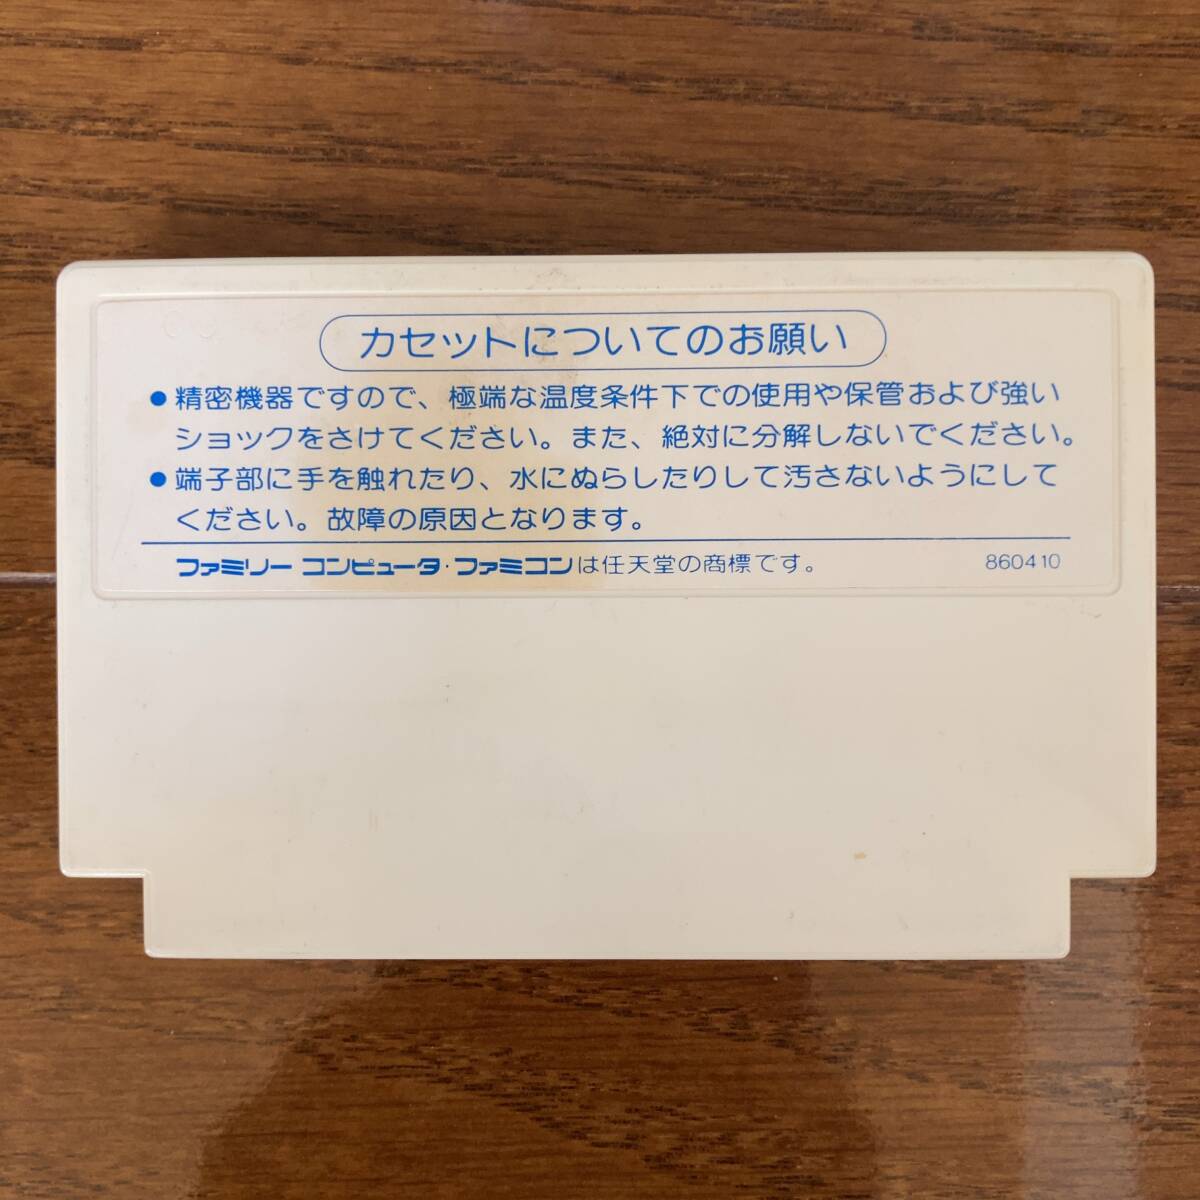 カセットについてのお願い
●精密機器ですので、極端な温度条件下での使用や保管および強い
ショックをさけてください。また、絶対に分解しないでください。
●端子部に手を触れたり、水にぬらしたりして汚さないようにして
ください。故障の原因となります。
ファミリー コンピュータ・ファミコンは任天堂の商標です。 860410